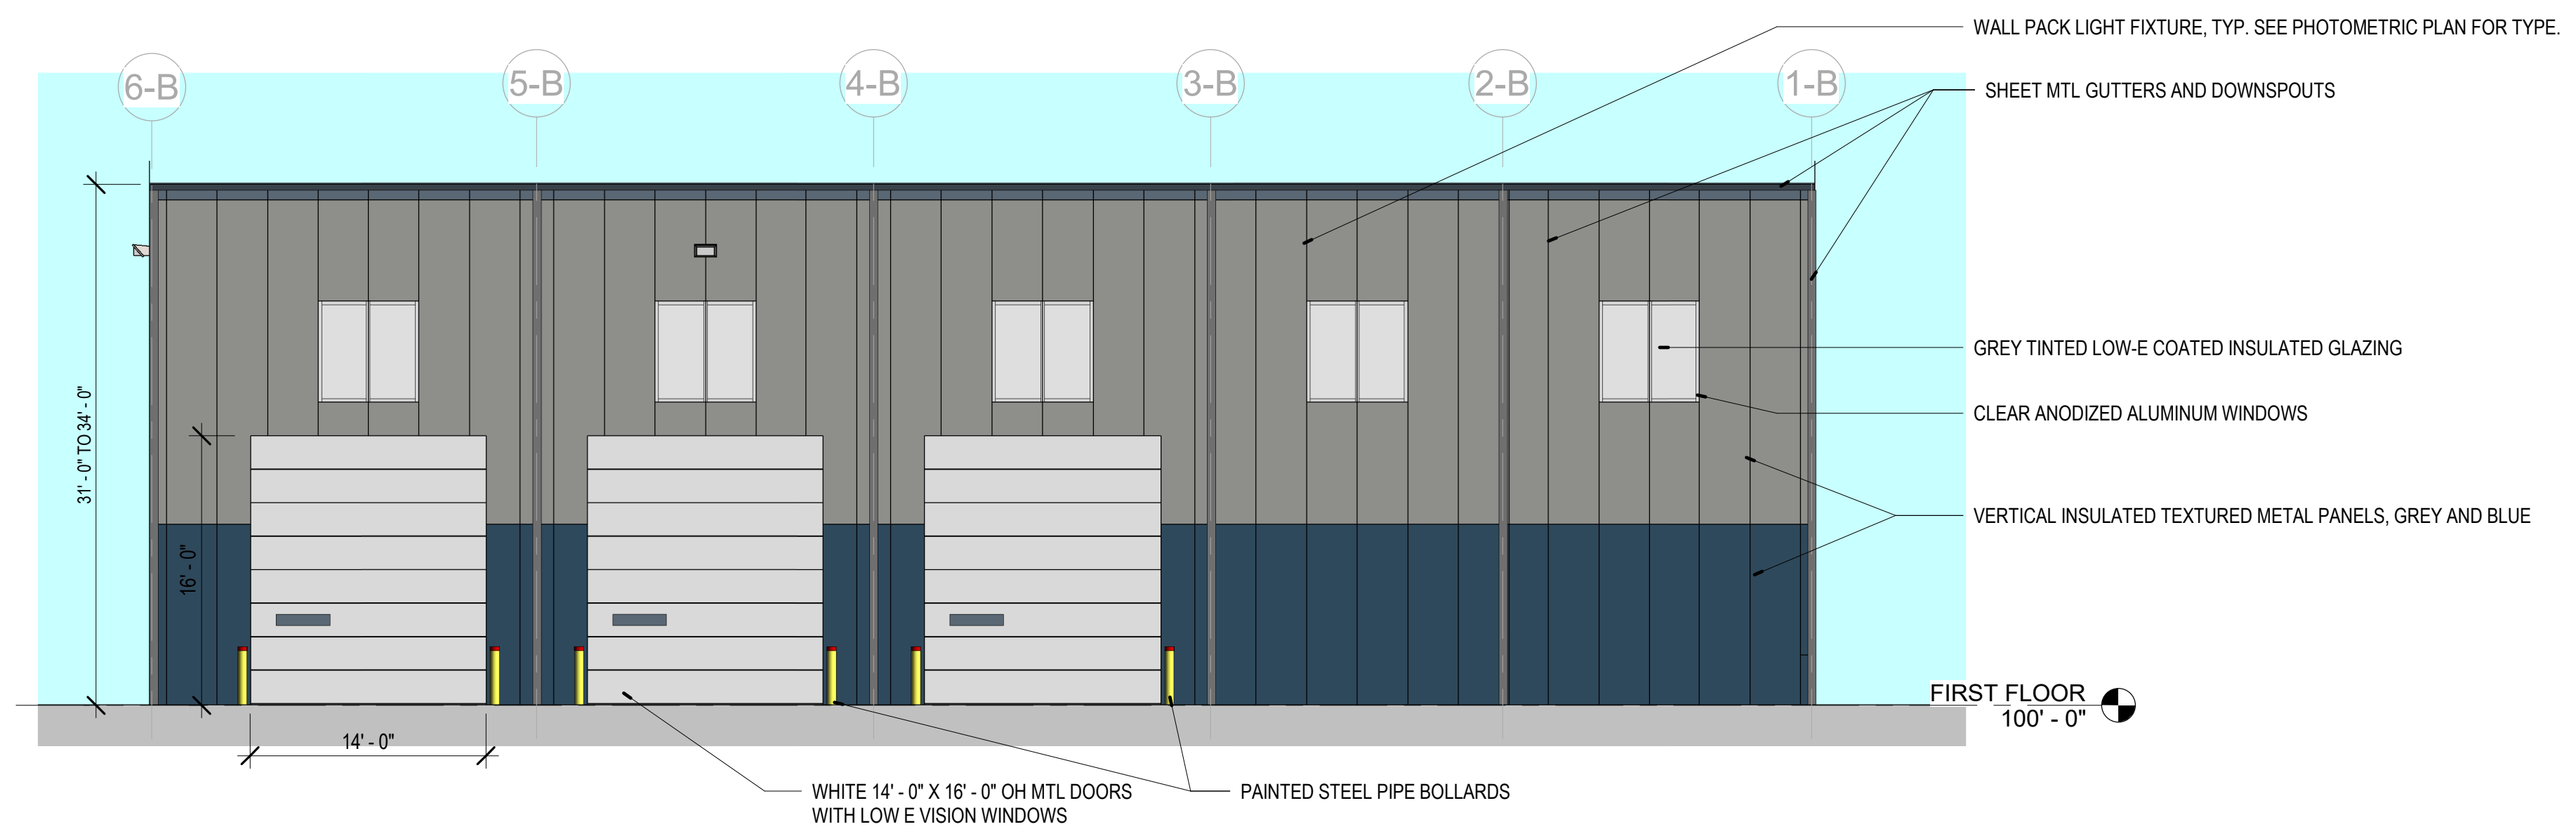 WALL PACK LIGHT FIXTURE, TYP. SEE PHOTOMETRIC PLAN FOR TYPE.
6-B 5-B 4-B 3-B 2-B 1-B
SHEET MTL GUTTERS AND DOWNSPOUTS
31' - 0" TO 34' - 0"
GREY TINTED LOW-E COATED INSULATED GLAZING
CLEAR ANODIZED ALUMINUM WINDOWS
VERTICAL INSULATED TEXTURED METAL PANELS, GREY AND BLUE
16' - 0"
FIRST FLOOR
100' - 0"
14' - 0"
WHITE 14' - 0" X 16' - 0" OH MTL DOORS
WITH LOW E VISION WINDOWS
PAINTED STEEL PIPE BOLLARDS